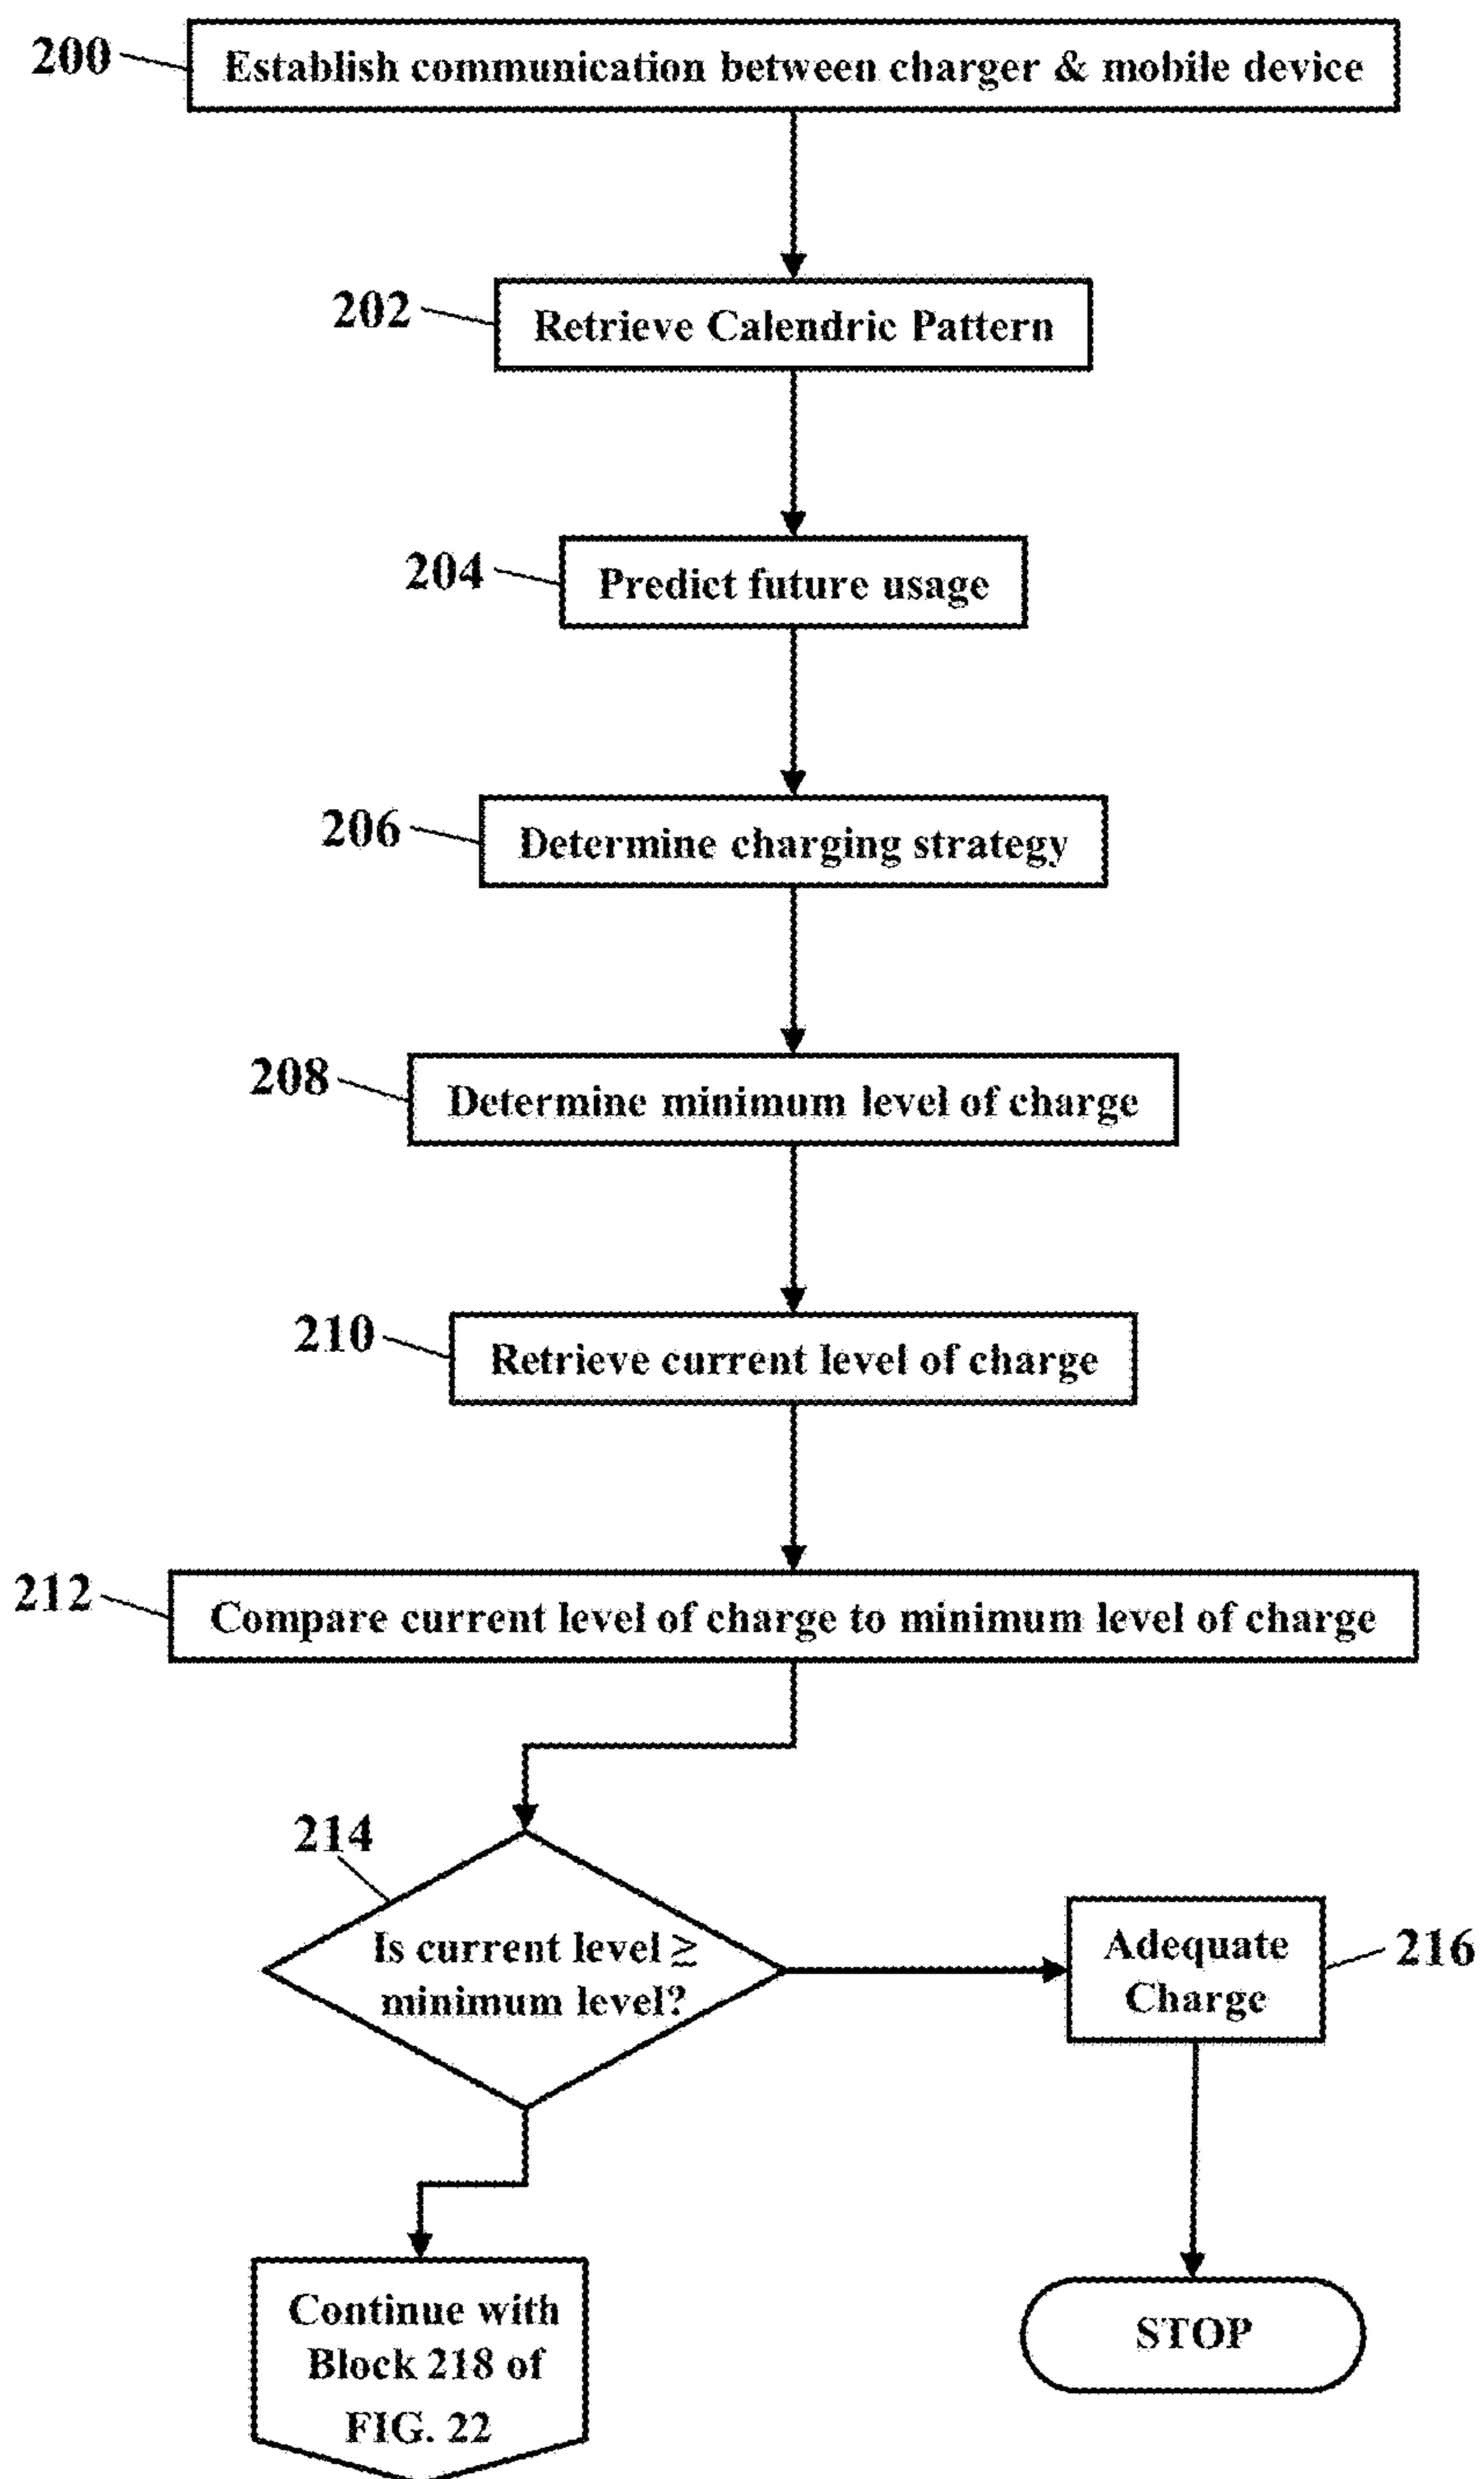 200
Establish communication between charger & mobile device
202
Retrieve Calendric Pattern
204
Predict future usage
206
Determine charging strategy
208
Determine minimum level of charge
210
Retrieve current level of charge
212
Compare current level of charge to minimum level of charge
214
Is current level ≥
minimum level?
Adequate
Charge
216
Continue with
Block 218 of
FIG. 22
STOP